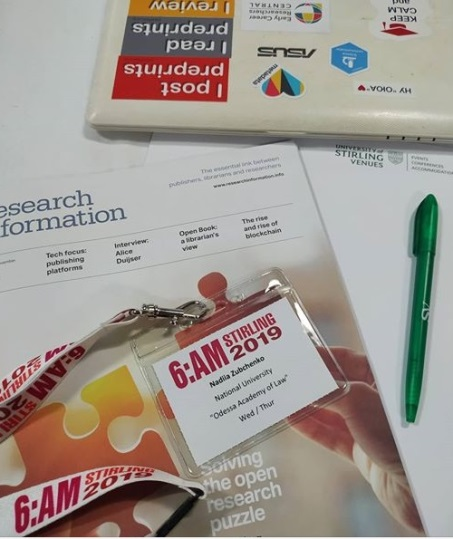 I review
I read
preprints
I post
preprints
Early Career
Researchers
CENTRAL
KEEP
CALM
and
ASUS
metadata
UNIVERSITY of
STIRLING
VENUES
EVENTS
CONFERENCES
ACCOMMODATION
The essential link between
publishers, librarians and researchers
www.researchinformation.info
esearch
formation
Tech focus:
publishing
platforms
Interview:
Alice
Duijser
Open Book:
a librarian's
view
The rise
and rise of
blockchain
6:AM STIRLING
2019
Nadiia Zubchenko
National University
"Odessa Academy of Law"
Wed / Thur
6:AM STIRLING
2019
Solving
the open
research
puzzle